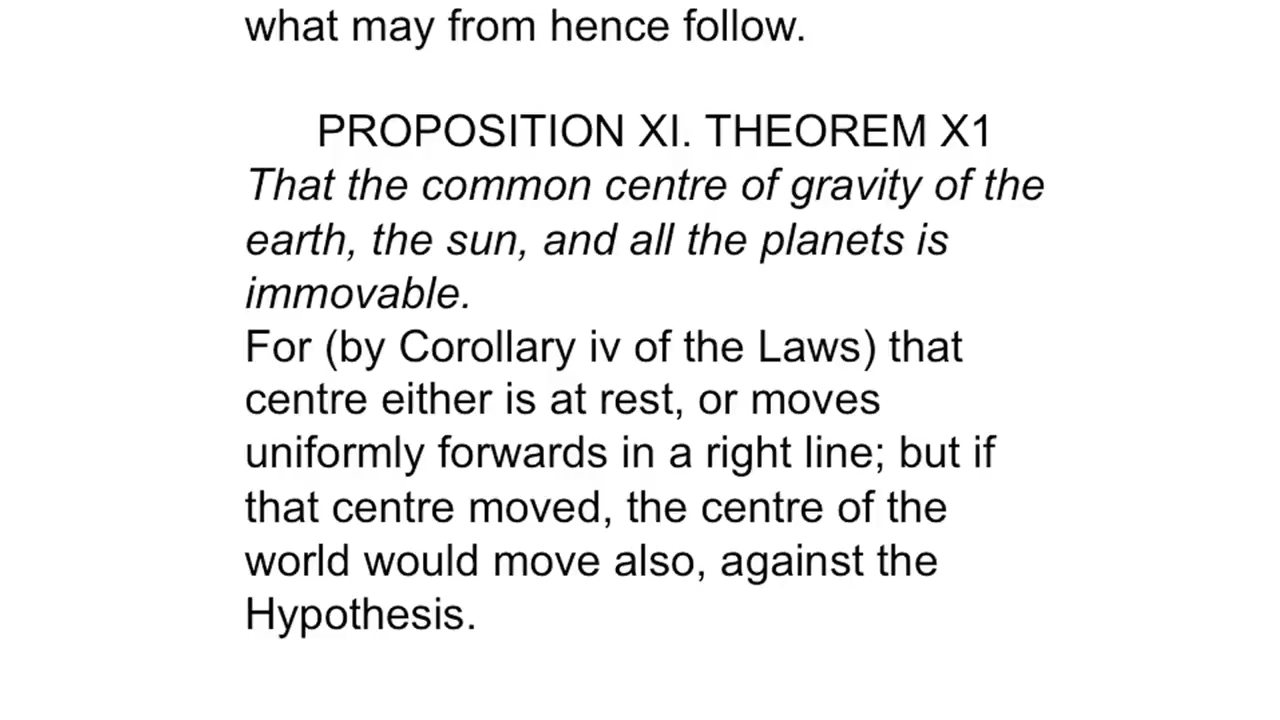 what may from hence follow.
PROPOSITION XI. THEOREM X1
That the common centre of gravity of the
earth, the sun, and all the planets is
immovable.
For (by Corollary iv of the Laws) that
centre either is at rest, or moves
uniformly forwards in a right line; but if
that centre moved, the centre of the
world would move also, against the
Hypothesis.